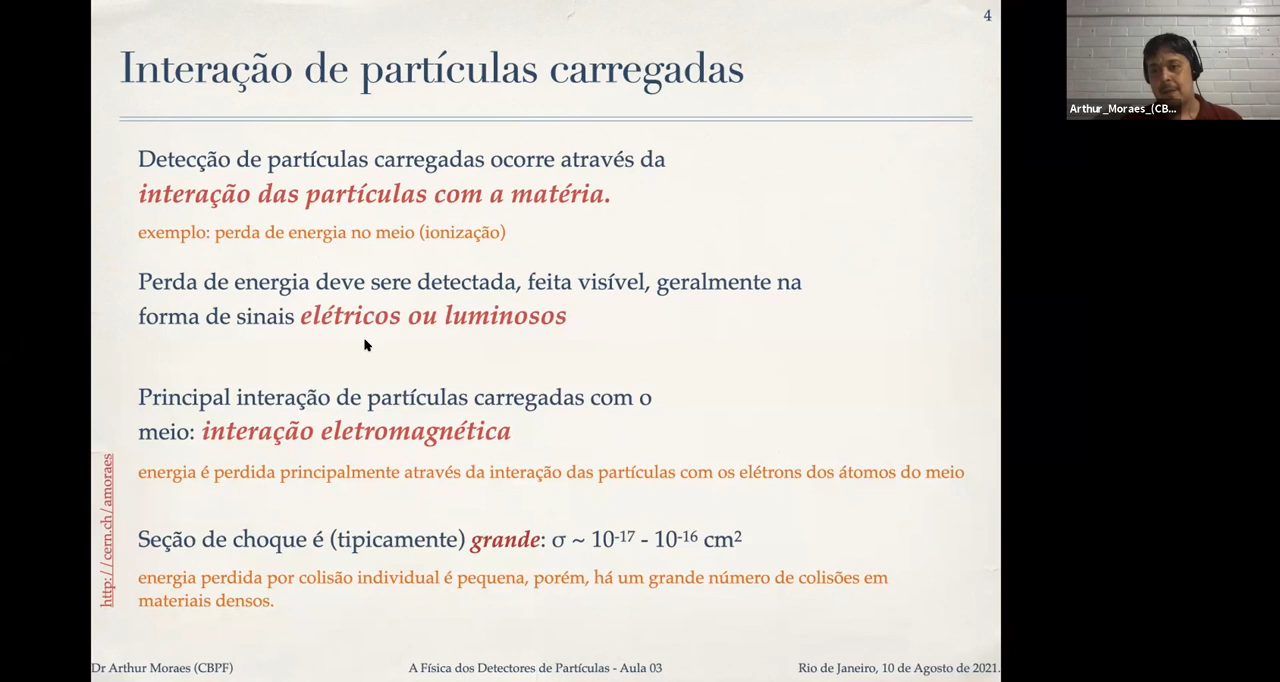 4
Interação de partículas carregadas
Detecção de partículas carregadas ocorre através da
interação das partículas com a matéria.
exemplo: perda de energia no meio (ionização)
Perda de energia deve sere detectada, feita visível, geralmente na
forma de sinais elétricos ou luminosos
Principal interação de partículas carregadas com o
meio: interação eletromagnética
energia é perdida principalmente através da interação das partículas com os elétrons dos átomos do meio
Seção de choque é (tipicamente) grande: σ ~ 10⁻¹⁷ - 10⁻¹⁶ cm²
energia perdida por colisão individual é pequena, porém, há um grande número de colisões em
materiais densos.
http://cern.ch/amoraes
Dr Arthur Moraes (CBPF)
A Física dos Detectores de Partículas - Aula 03
Rio de Janeiro, 10 de Agosto de 2021.
Arthur_Moraes_(CB...